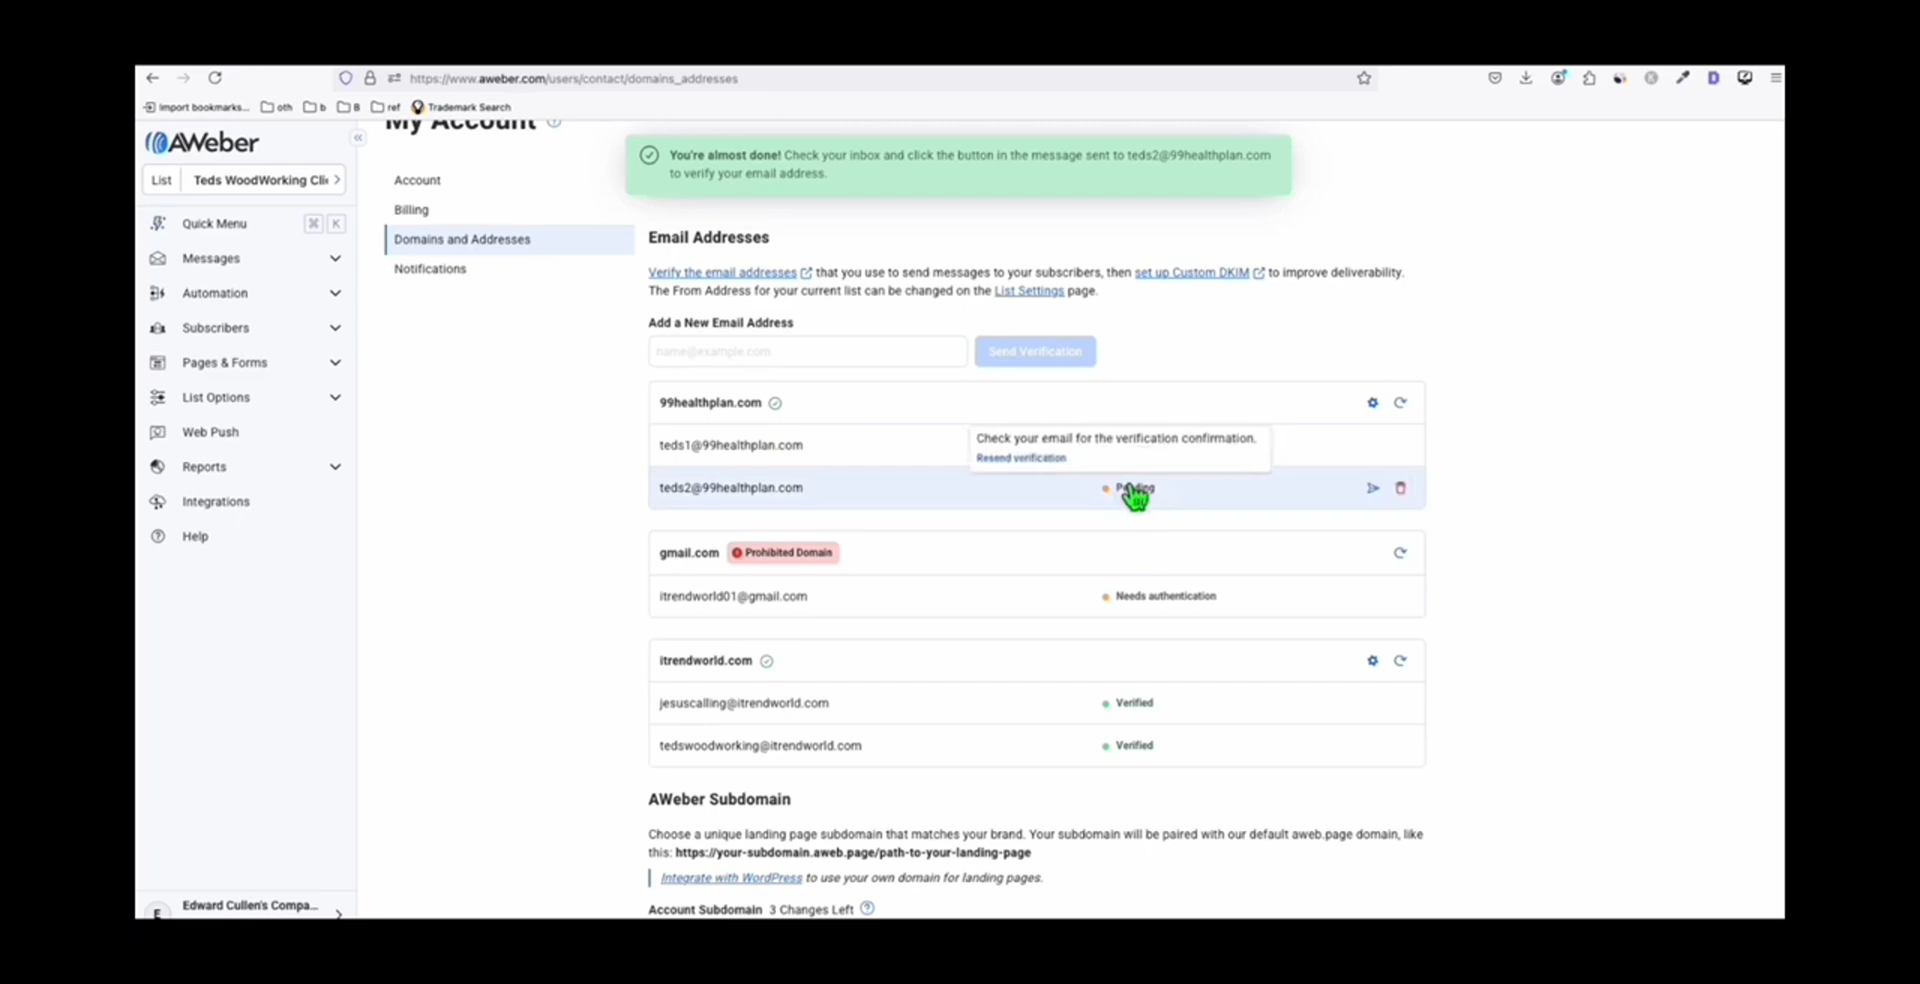 https://www.aweber.com/users/contact/domains_addresses
Import bookmarks... oth b B ref Trademark Search
AWeber
My Account
You're almost done! Check your inbox and click the button in the message sent to teds2@99healthplan.com
to verify your email address.
List Teds WoodWorking Cli
Quick Menu ⌘ K
Messages
Automation
Subscribers
Pages & Forms
List Options
Web Push
Reports
Integrations
Help
Edward Cullen's Compa...
Account
Billing
Domains and Addresses
Notifications
Email Addresses
Verify the email addresses that you use to send messages to your subscribers, then set up Custom DKIM to improve deliverability.
The From Address for your current list can be changed on the List Settings page.
Add a New Email Address
name@example.com Send Verification
99healthplan.com
teds1@99healthplan.com
Check your email for the verification confirmation.
Resend verification
teds2@99healthplan.com
gmail.com Prohibited Domain
itrendworld01@gmail.com Needs authentication
itrendworld.com
jesuscalling@itrendworld.com Verified
tedswoodworking@itrendworld.com Verified
AWeber Subdomain
Choose a unique landing page subdomain that matches your brand. Your subdomain will be paired with our default aweb.page domain, like
this: https://your-subdomain.aweb.page/path-to-your-landing-page
Integrate with WordPress to use your own domain for landing pages.
Account Subdomain 3 Changes Left